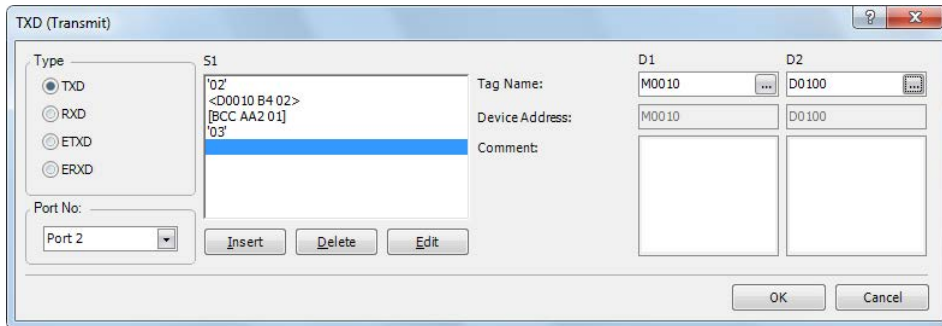 TXD (Transmit)
Type
TXD
RXD
ETXD
ERXD
Port No:
Port 2
S1
'02'
<D0010 B4 02>
[BCC AA2 01]
'03'
Insert Delete Edit
D1 D2
Tag Name: M0010 ... D0100 ...
Device Address: M0010 D0100
Comment:
OK Cancel